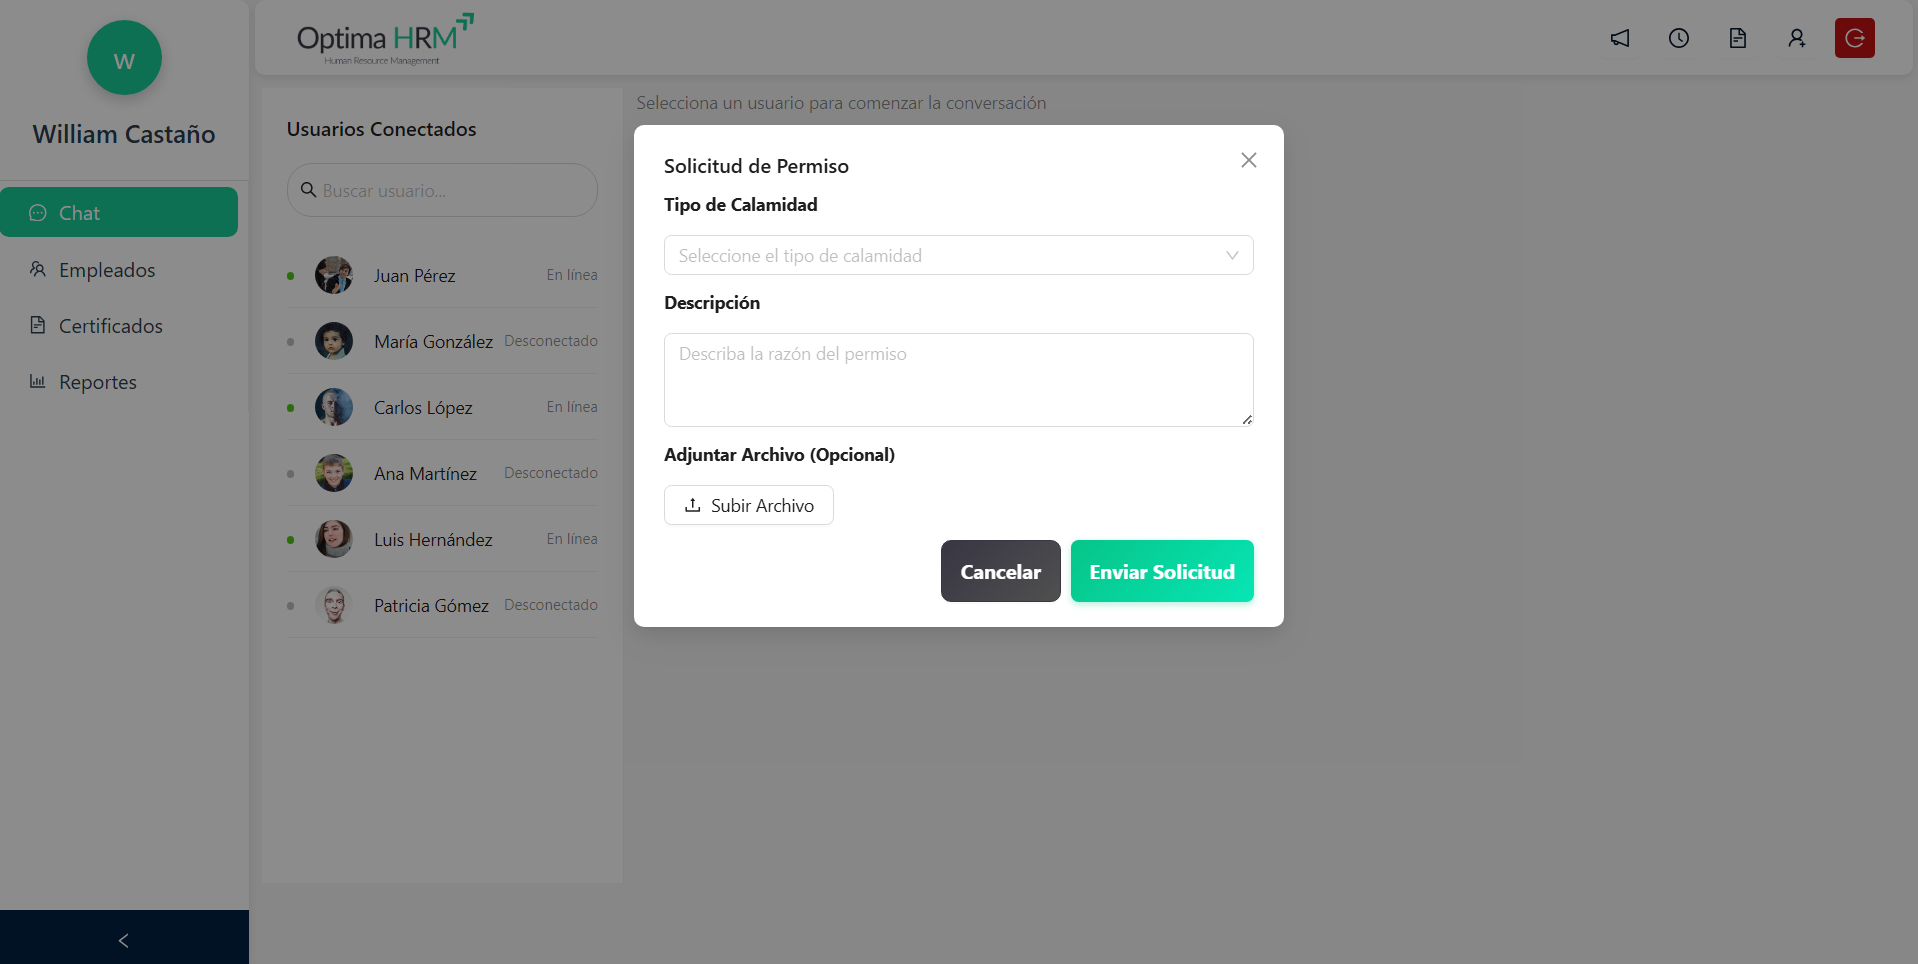 W
William Castaño
Chat
Empleados
Certificados
Reportes
Optima HRM
Human Resource Management
Usuarios Conectados
Buscar usuario...
Juan Pérez En línea
María González Desconectado
Carlos López En línea
Ana Martínez Desconectado
Luis Hernández En línea
Patricia Gómez Desconectado
Selecciona un usuario para comenzar la conversación
Solicitud de Permiso
Tipo de Calamidad
Seleccione el tipo de calamidad
Descripción
Describa la razón del permiso
Adjuntar Archivo (Opcional)
Subir Archivo
Cancelar Enviar Solicitud